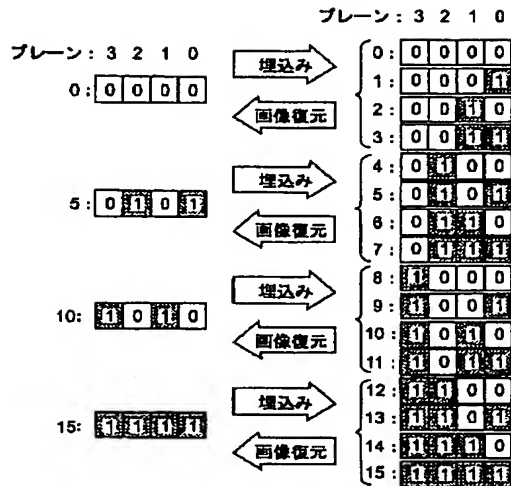 プレーン : 3 2 1 0
プレーン : 3 2 1 0
0 : 0 0 0 0
埋込み
画像復元
0 : 0 0 0 0
1 : 0 0 0 1
2 : 0 0 1 0
3 : 0 0 1 1
5 : 0 1 0 1
埋込み
画像復元
4 : 0 1 0 0
5 : 0 1 0 1
6 : 0 1 1 0
7 : 0 1 1 1
10: 1 0 1 0
埋込み
画像復元
8 : 1 0 0 0
9 : 1 0 0 1
10 : 1 0 1 0
11 : 1 0 1 1
15: 1 1 1 1
埋込み
画像復元
12 : 1 1 0 0
13 : 1 1 0 1
14 : 1 1 1 0
15 : 1 1 1 1